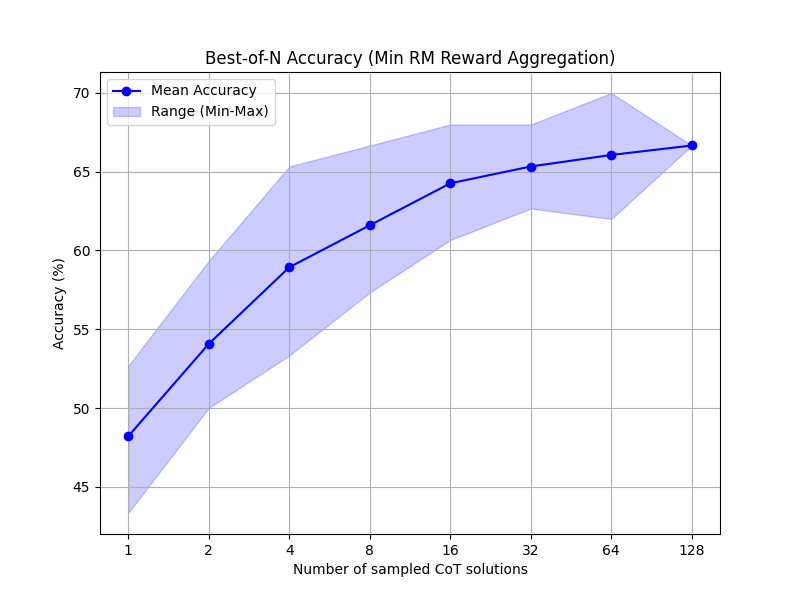 Best-of-N Accuracy (Min RM Reward Aggregation)
Mean Accuracy
Range (Min-Max)
Accuracy (%)
70
65
60
55
50
45
1 2 4 8 16 32 64 128
Number of sampled CoT solutions